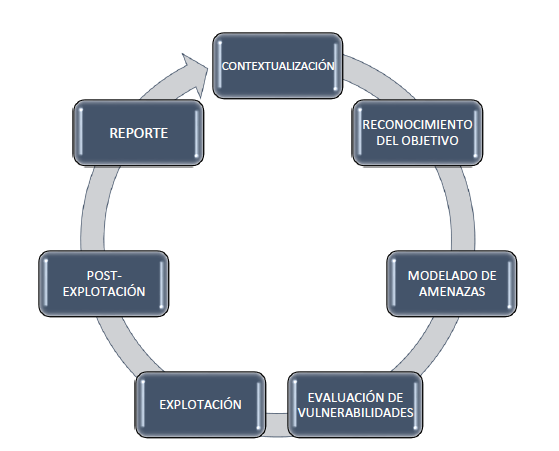 CONTEXTUALIZACIÓN
RECONOCIMIENTO
DEL OBJETIVO
MODELADO DE
AMENAZAS
EVALUACIÓN DE
VULNERABILIDADES
EXPLOTACIÓN
POST-
EXPLOTACIÓN
REPORTE